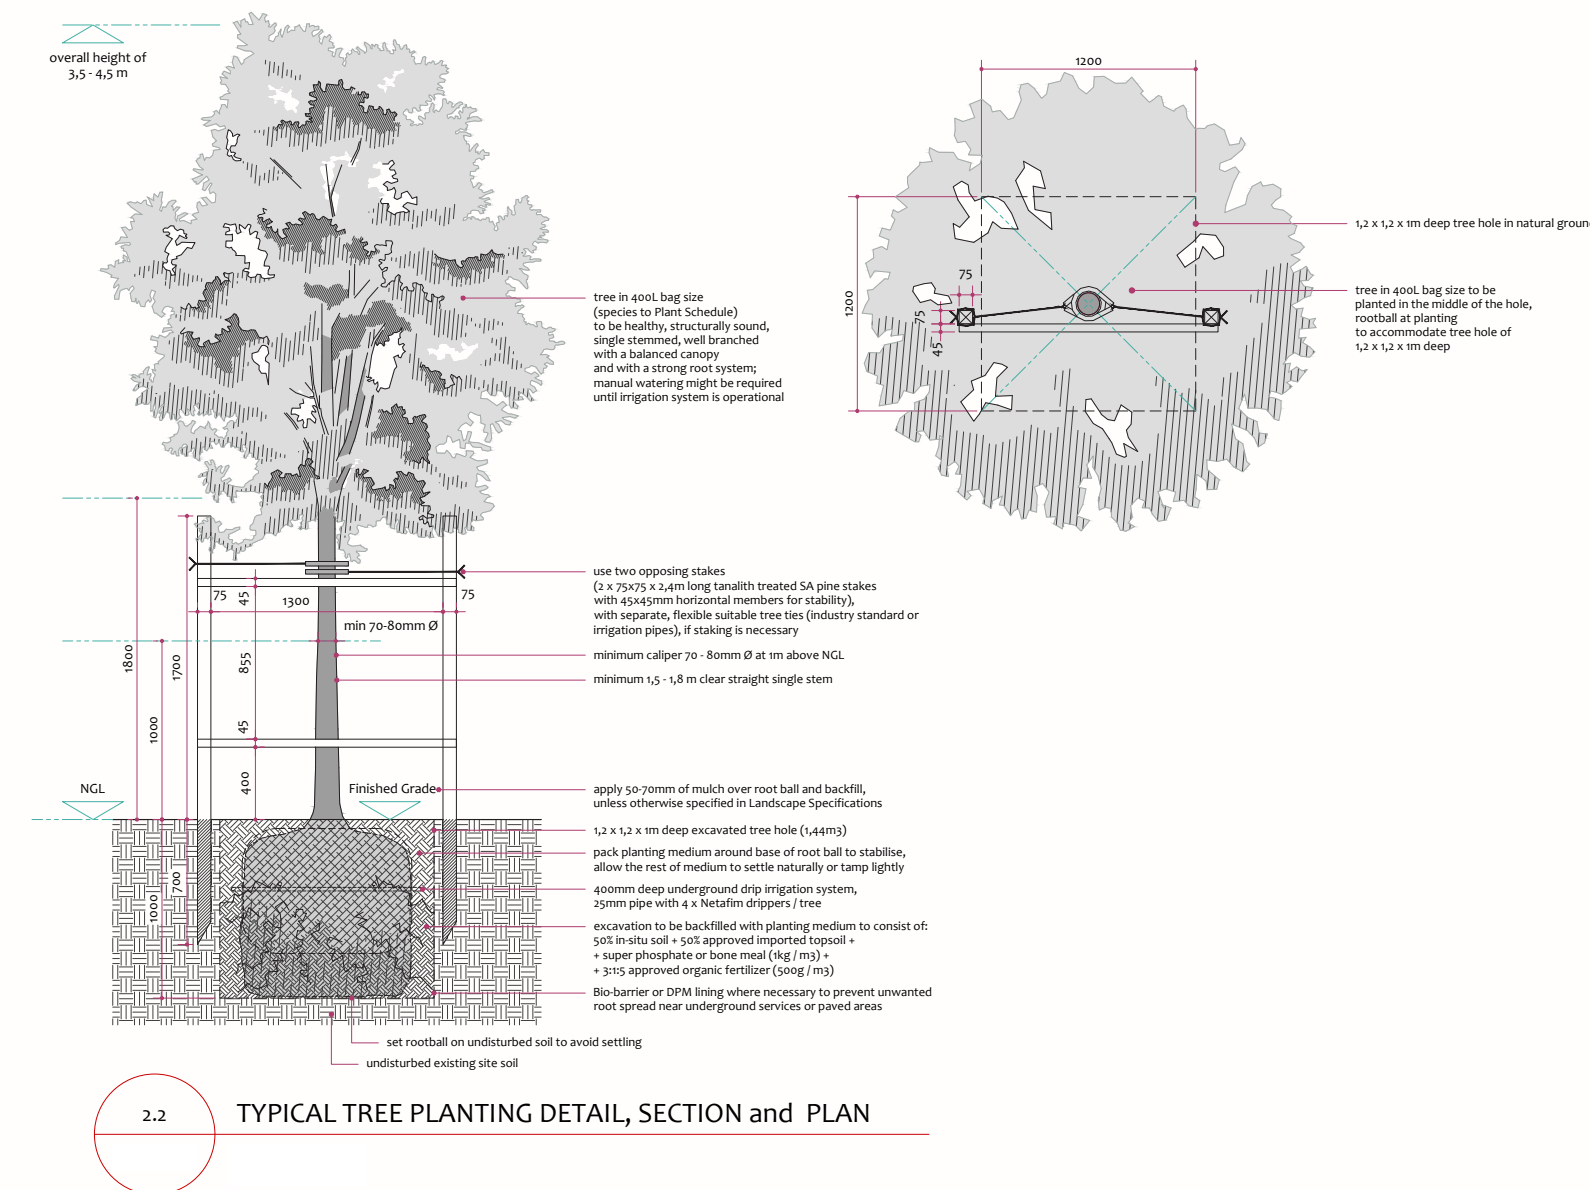 overall height of
3,5 - 4,5 m
1200
1200
75
75
45
1,2 x 1,2 x 1m deep tree hole in natural groun
tree in 400L bag size to be
planted in the middle of the hole,
rootball at planting
to accommodate tree hole of
1,2 x 1,2 x 1m deep
tree in 400L bag size
(species to Plant Schedule)
to be healthy, structurally sound,
single stemmed, well branched
with a balanced canopy
and with a strong root system;
manual watering might be required
until irrigation system is operational
use two opposing stakes
(2 x 75x75 x 2,4m long tanalith treated SA pine stakes
with 45x45mm horizontal members for stability),
with separate, flexible suitable tree ties (industry standard or
irrigation pipes), if staking is necessary
75
45
1300
75
min 70-80mm Ø
minimum caliper 70 - 80mm Ø at 1m above NGL
minimum 1,5 - 1,8 m clear straight single stem
1800
1700
855
1000
45
400
NGL
Finished Grade
apply 50-70mm of mulch over root ball and backfill,
unless otherwise specified in Landscape Specifications
1,2 x 1,2 x 1m deep excavated tree hole (1,44m3)
pack planting medium around base of root ball to stabilise,
allow the rest of medium to settle naturally or tamp lightly
700
1000
400mm deep underground drip irrigation system,
25mm pipe with 4 x Netafim drippers / tree
excavation to be backfilled with planting medium to consist of:
50% in-situ soil + 50% approved imported topsoil +
+ super phosphate or bone meal (1kg / m3) +
+ 3:1:5 approved organic fertilizer (500g / m3)
Bio-barrier or DPM lining where necessary to prevent unwanted
root spread near underground services or paved areas
set rootball on undisturbed soil to avoid settling
undisturbed existing site soil
2.2
TYPICAL TREE PLANTING DETAIL, SECTION and PLAN